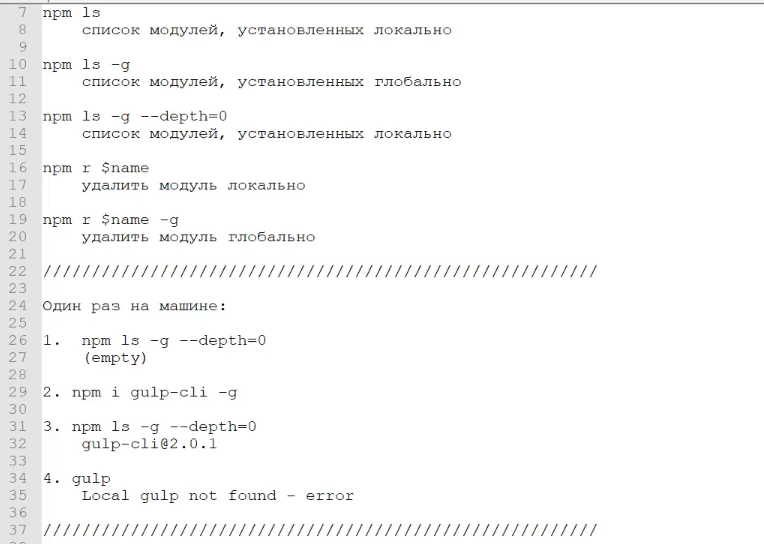 7 npm ls
8 список модулей, установленных локально
9
10 npm ls -g
11 список модулей, установленных глобально
12
13 npm ls -g --depth=0
14 список модулей, установленных локально
15
16 npm r $name
17 удалить модуль локально
18
19 npm r $name -g
20 удалить модуль глобально
21
22 /////////////////////////////////////////////////////////
23
24 Один раз на машине:
25
26 1.  npm ls -g --depth=0
27 (empty)
28
29 2. npm i gulp-cli -g
30
31 3. npm ls -g --depth=0
32 gulp-cli@2.0.1
33
34 4. gulp
35 Local gulp not found - error
36
37 /////////////////////////////////////////////////////////